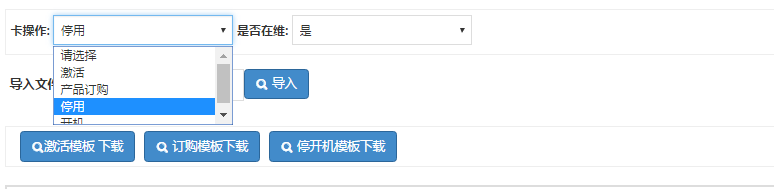 卡操作: 停用 是否在维: 是
请选择
激活
产品订购
停用
开机
导入文件 导入
激活模板 下载 订购模板下载 停开机模板下载